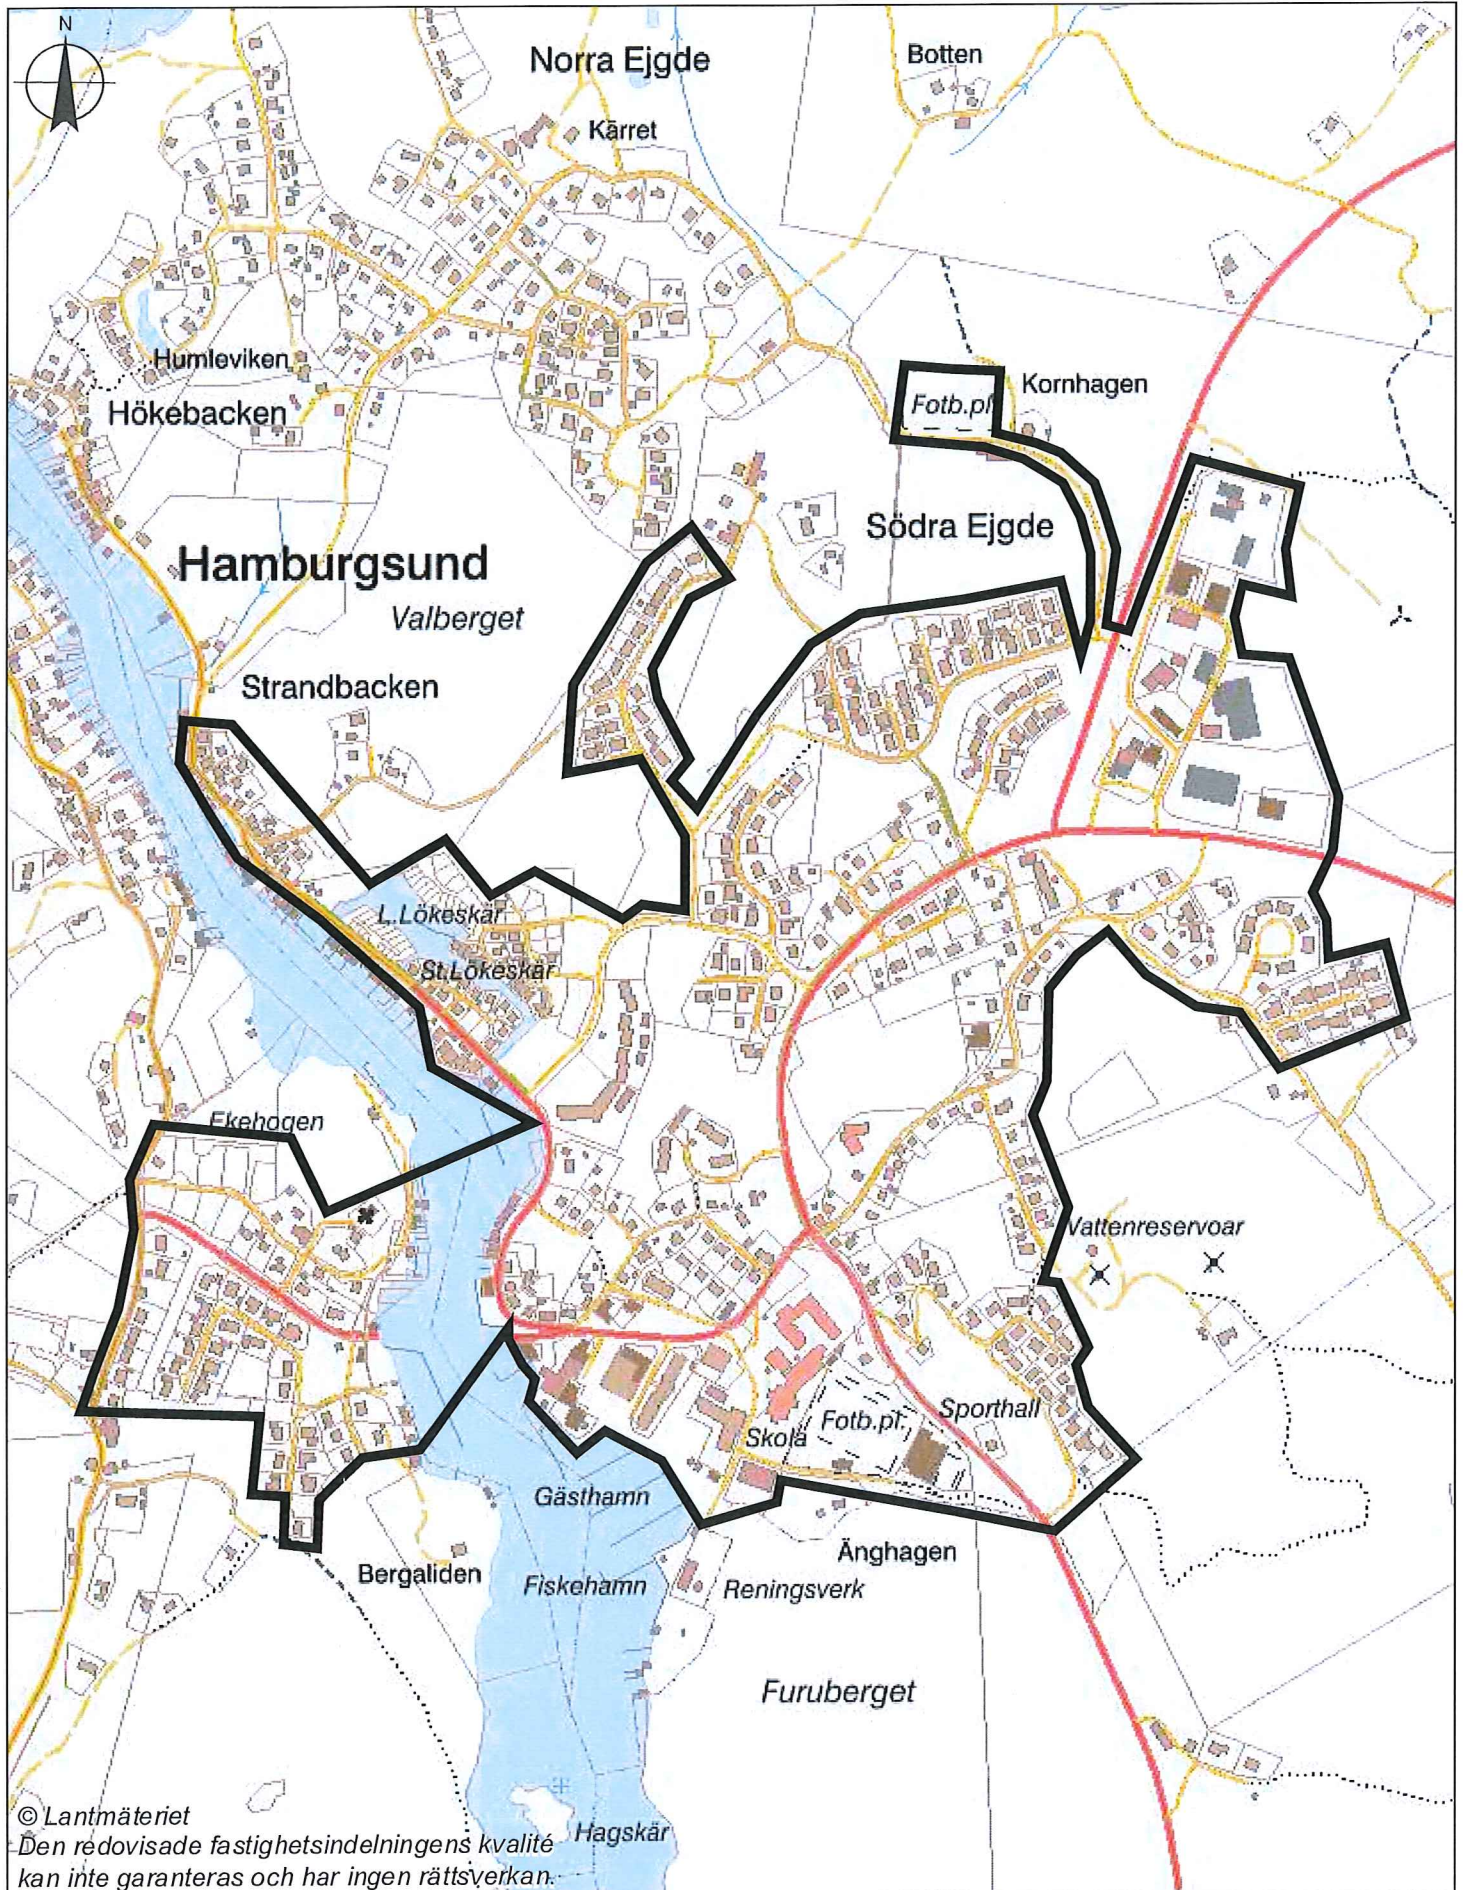 N
Norra Ejgde
Botten
Kärret
Humleviken
Hökebacken
Kornhagen
Fotb.pl.
Södra Ejgde
Hamburgsund
Valberget
Strandbacken
L.Lökeskär
St.Lökeskär
Ekehogen
Vattenreservoar
Sporthall
Fotb.pl.
Skola
Gästhamn
Änghagen
Bergaliden
Fiskehamn
Reningsverk
Furuberget
Hagskär
© Lantmäteriet
Den redovisade fastighetsindelningens kvalité
kan inte garanteras och har ingen rättsverkan.